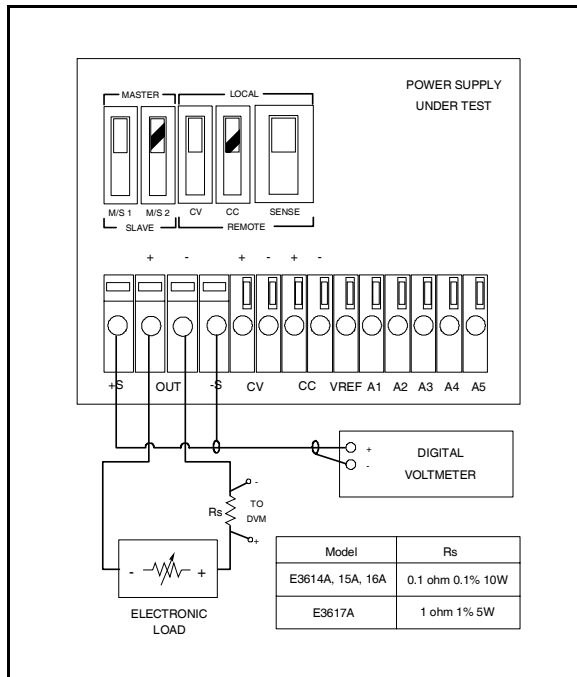 POWER SUPPLY
UNDER TEST
MASTER LOCAL
M/S 1 M/S 2 CV CC SENSE
SLAVE REMOTE
+ - + - + -
+S OUT -S CV CC VREF A1 A2 A3 A4 A5
+
-
DIGITAL
VOLTMETER
-
Rs
TO
DVM
+
- +
ELECTRONIC
LOAD
Model Rs
E3614A, 15A, 16A 0.1 ohm 0.1% 10W
E3617A 1 ohm 1% 5W